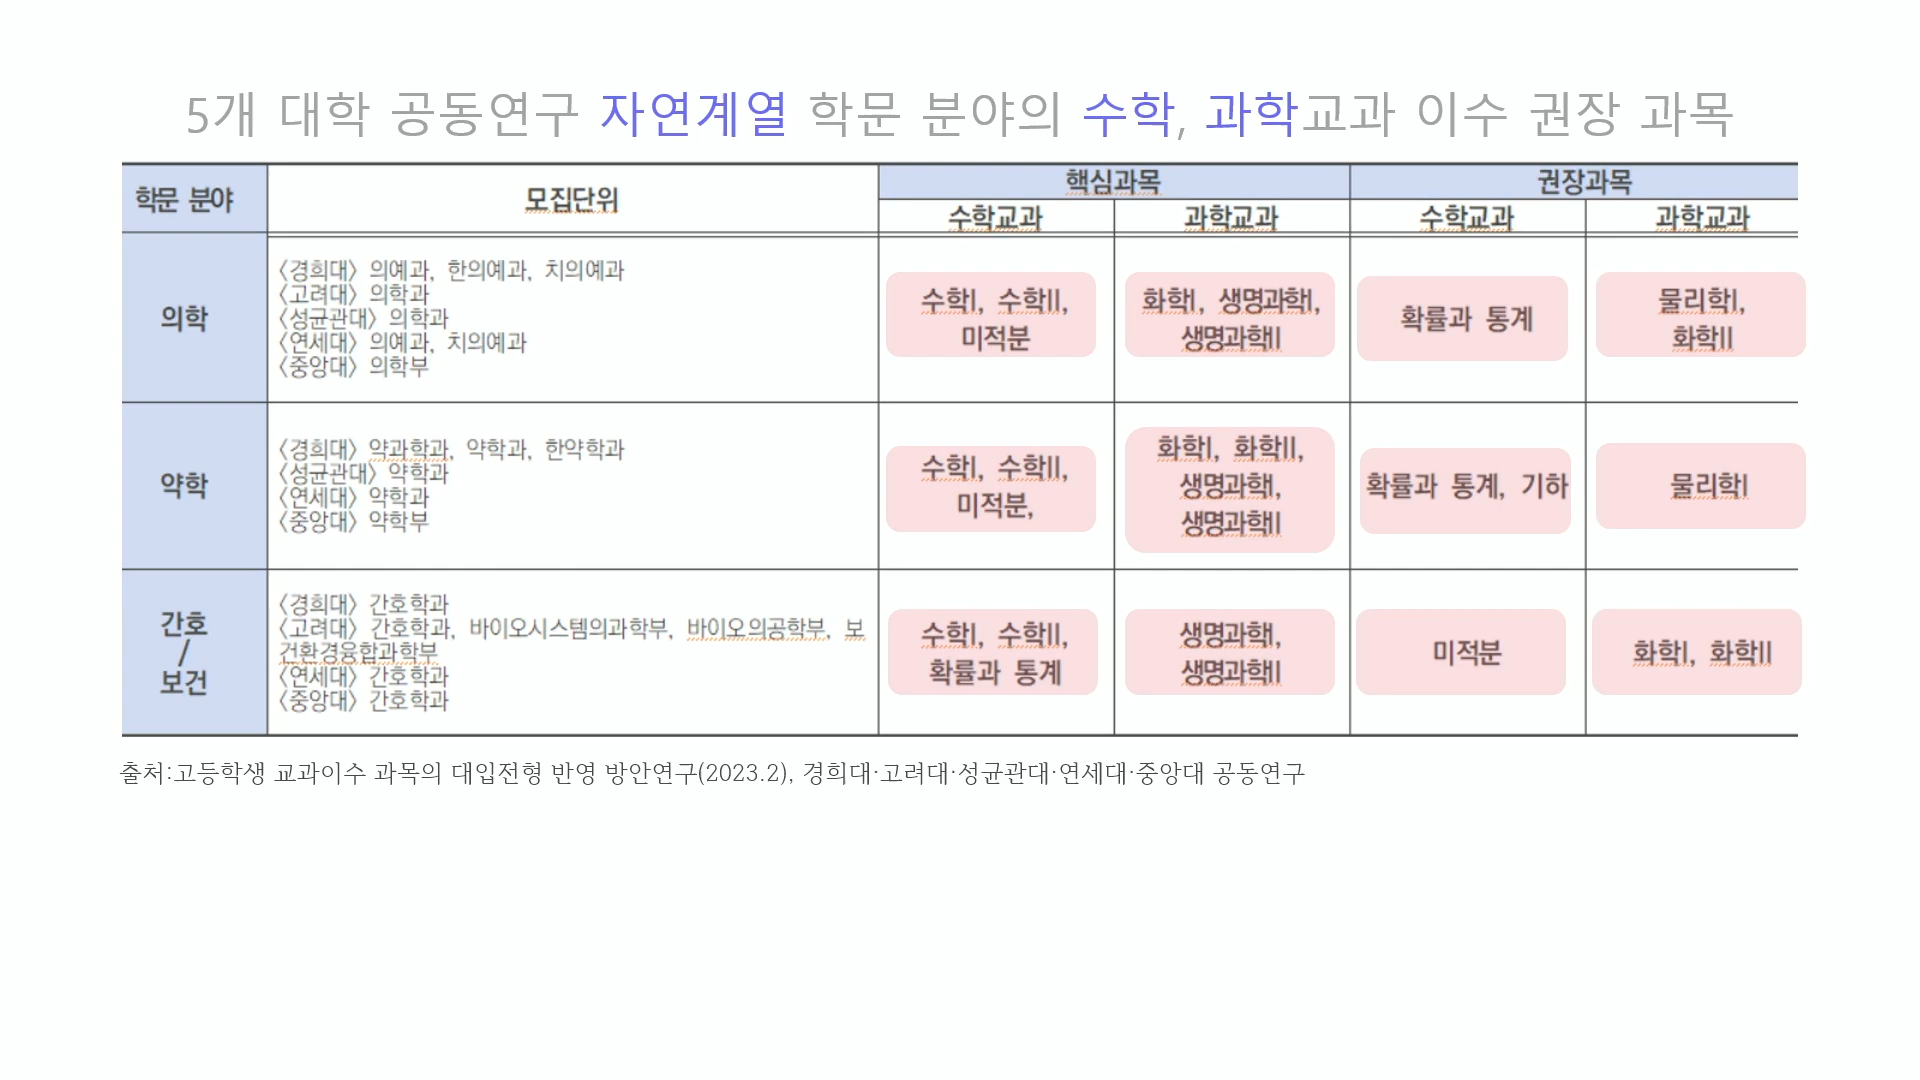 5개 대학 공동연구 자연계열 학문 분야의 수학, 과학교과 이수 권장 과목
학문 분야
모집단위
핵심과목
권장과목
수학교과
과학교과
수학교과
과학교과
의학
〈경희대〉 의예과, 한의예과, 치의예과
〈고려대〉 의학과
〈성균관대〉 의학과
〈연세대〉 의예과, 치의예과
〈중앙대〉 의학부
수학I, 수학II,
미적분
화학I, 생명과학I,
생명과학II
확률과 통계
물리학I,
화학II
약학
〈경희대〉 약과학과, 약학과, 한약학과
〈성균관대〉 약학과
〈연세대〉 약학과
〈중앙대〉 약학부
수학I, 수학II,
미적분,
화학I, 화학II,
생명과학I,
생명과학II
확률과 통계, 기하
물리학I
간호
/
보건
〈경희대〉 간호학과
〈고려대〉 간호학과, 바이오시스템의과학부, 바이오의공학부, 보
건환경융합과학부
〈연세대〉 간호학과
〈중앙대〉 간호학과
수학I, 수학II,
확률과 통계
생명과학I,
생명과학II
미적분
화학I, 화학II
출처:고등학생 교과이수 과목의 대입전형 반영 방안연구(2023.2), 경희대·고려대·성균관대·연세대·중앙대 공동연구